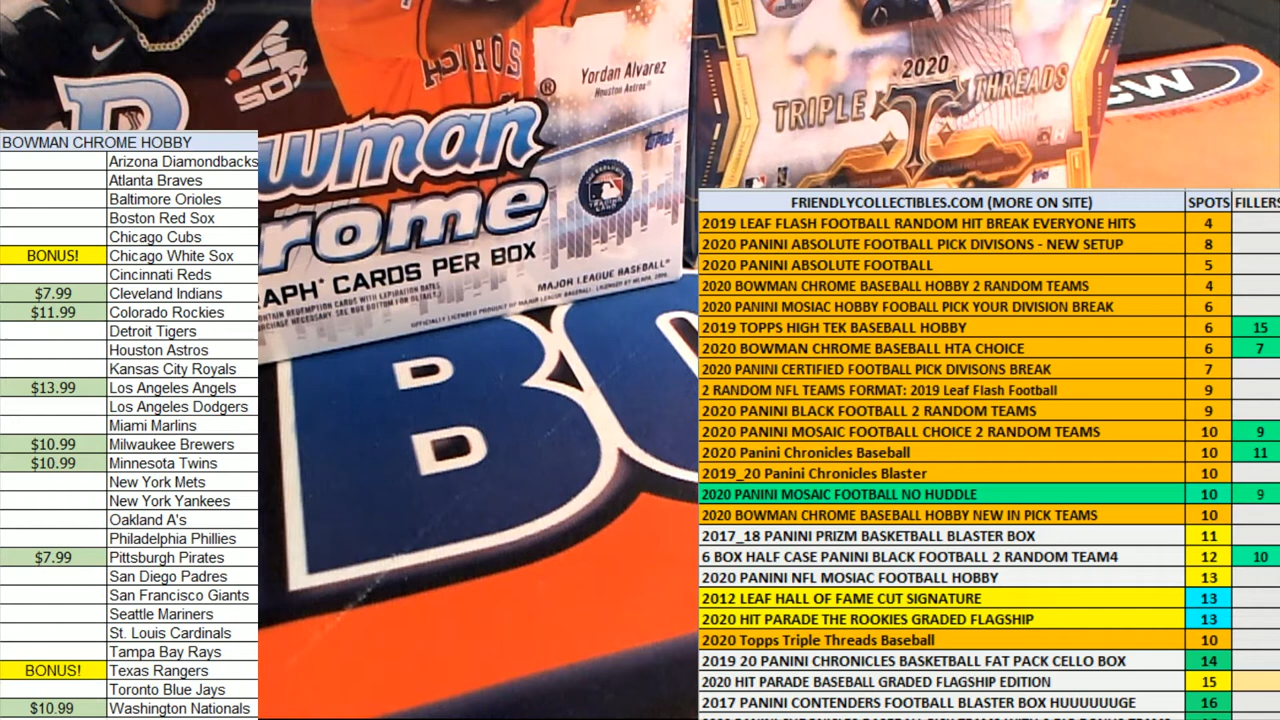 BOWMAN CHROME HOBBY
Arizona Diamondbacks
Atlanta Braves
Baltimore Orioles
Boston Red Sox
Chicago Cubs
BONUS! Chicago White Sox
Cincinnati Reds
$7.99 Cleveland Indians
$11.99 Colorado Rockies
Detroit Tigers
Houston Astros
Kansas City Royals
$13.99 Los Angeles Angels
Los Angeles Dodgers
Miami Marlins
$10.99 Milwaukee Brewers
$10.99 Minnesota Twins
New York Mets
New York Yankees
Oakland A's
Philadelphia Phillies
$7.99 Pittsburgh Pirates
San Diego Padres
San Francisco Giants
Seattle Mariners
St. Louis Cardinals
Tampa Bay Rays
BONUS! Texas Rangers
Toronto Blue Jays
$10.99 Washington Nationals
SOX
ASTROS
Yordan Alvarez
Houston Astros
wman
®
rome
topps
APH* CARDS PER BOX
MAJOR LEAGUE BASEBALL®
BO
2020
TRIPLE T THREADS
topps
CW
FRIENDLYCOLLECTIBLES.COM (MORE ON SITE) SPOTS FILLERS
2019 LEAF FLASH FOOTBALL RANDOM HIT BREAK EVERYONE HITS 4
2020 PANINI ABSOLUTE FOOTBALL PICK DIVISONS - NEW SETUP 8
2020 PANINI ABSOLUTE FOOTBALL 5
2020 BOWMAN CHROME BASEBALL HOBBY 2 RANDOM TEAMS 4
2020 PANINI MOSIAC HOBBY FOOBALL PICK YOUR DIVISION BREAK 6
2019 TOPPS HIGH TEK BASEBALL HOBBY 6 15
2020 BOWMAN CHROME BASEBALL HTA CHOICE 6 7
2020 PANINI CERTIFIED FOOTBALL PICK DIVISONS BREAK 7
2 RANDOM NFL TEAMS FORMAT: 2019 Leaf Flash Football 9
2020 PANINI BLACK FOOTBALL 2 RANDOM TEAMS 9
2020 PANINI MOSAIC FOOTBALL CHOICE 2 RANDOM TEAMS 10 9
2020 Panini Chronicles Baseball 10 11
2019_20 Panini Chronicles Blaster 10
2020 PANINI MOSAIC FOOTBALL NO HUDDLE 10 9
2020 BOWMAN CHROME BASEBALL HOBBY NEW IN PICK TEAMS 10
2017_18 PANINI PRIZM BASKETBALL BLASTER BOX 11
6 BOX HALF CASE PANINI BLACK FOOTBALL 2 RANDOM TEAM4 12 10
2020 PANINI NFL MOSIAC FOOTBALL HOBBY 13
2012 LEAF HALL OF FAME CUT SIGNATURE 13
2020 HIT PARADE THE ROOKIES GRADED FLAGSHIP 13
2020 Topps Triple Threads Baseball 10
2019 20 PANINI CHRONICLES BASKETBALL FAT PACK CELLO BOX 14
2020 HIT PARADE BASEBALL GRADED FLAGSHIP EDITION 15
2017 PANINI CONTENDERS FOOTBALL BLASTER BOX HUUUUUUGE 16